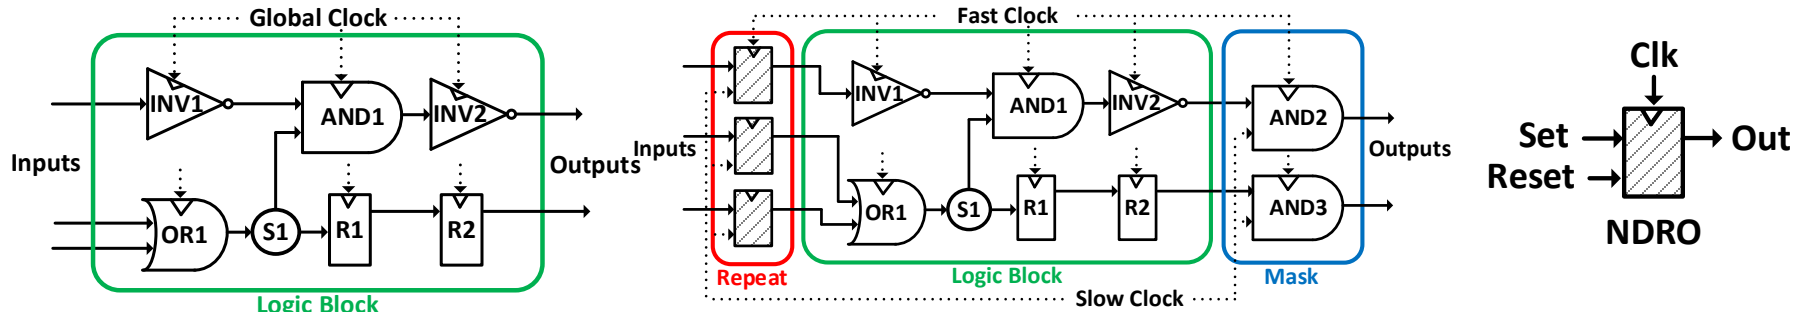 Global Clock
INV1
AND1
INV2
Inputs
Outputs
OR1
S1
R1
R2
Logic Block
Fast Clock
INV1
AND1
INV2
AND2
Inputs
Outputs
OR1
S1
R1
R2
AND3
Repeat
Logic Block
Mask
Slow Clock
Clk
Set
Out
Reset
NDRO